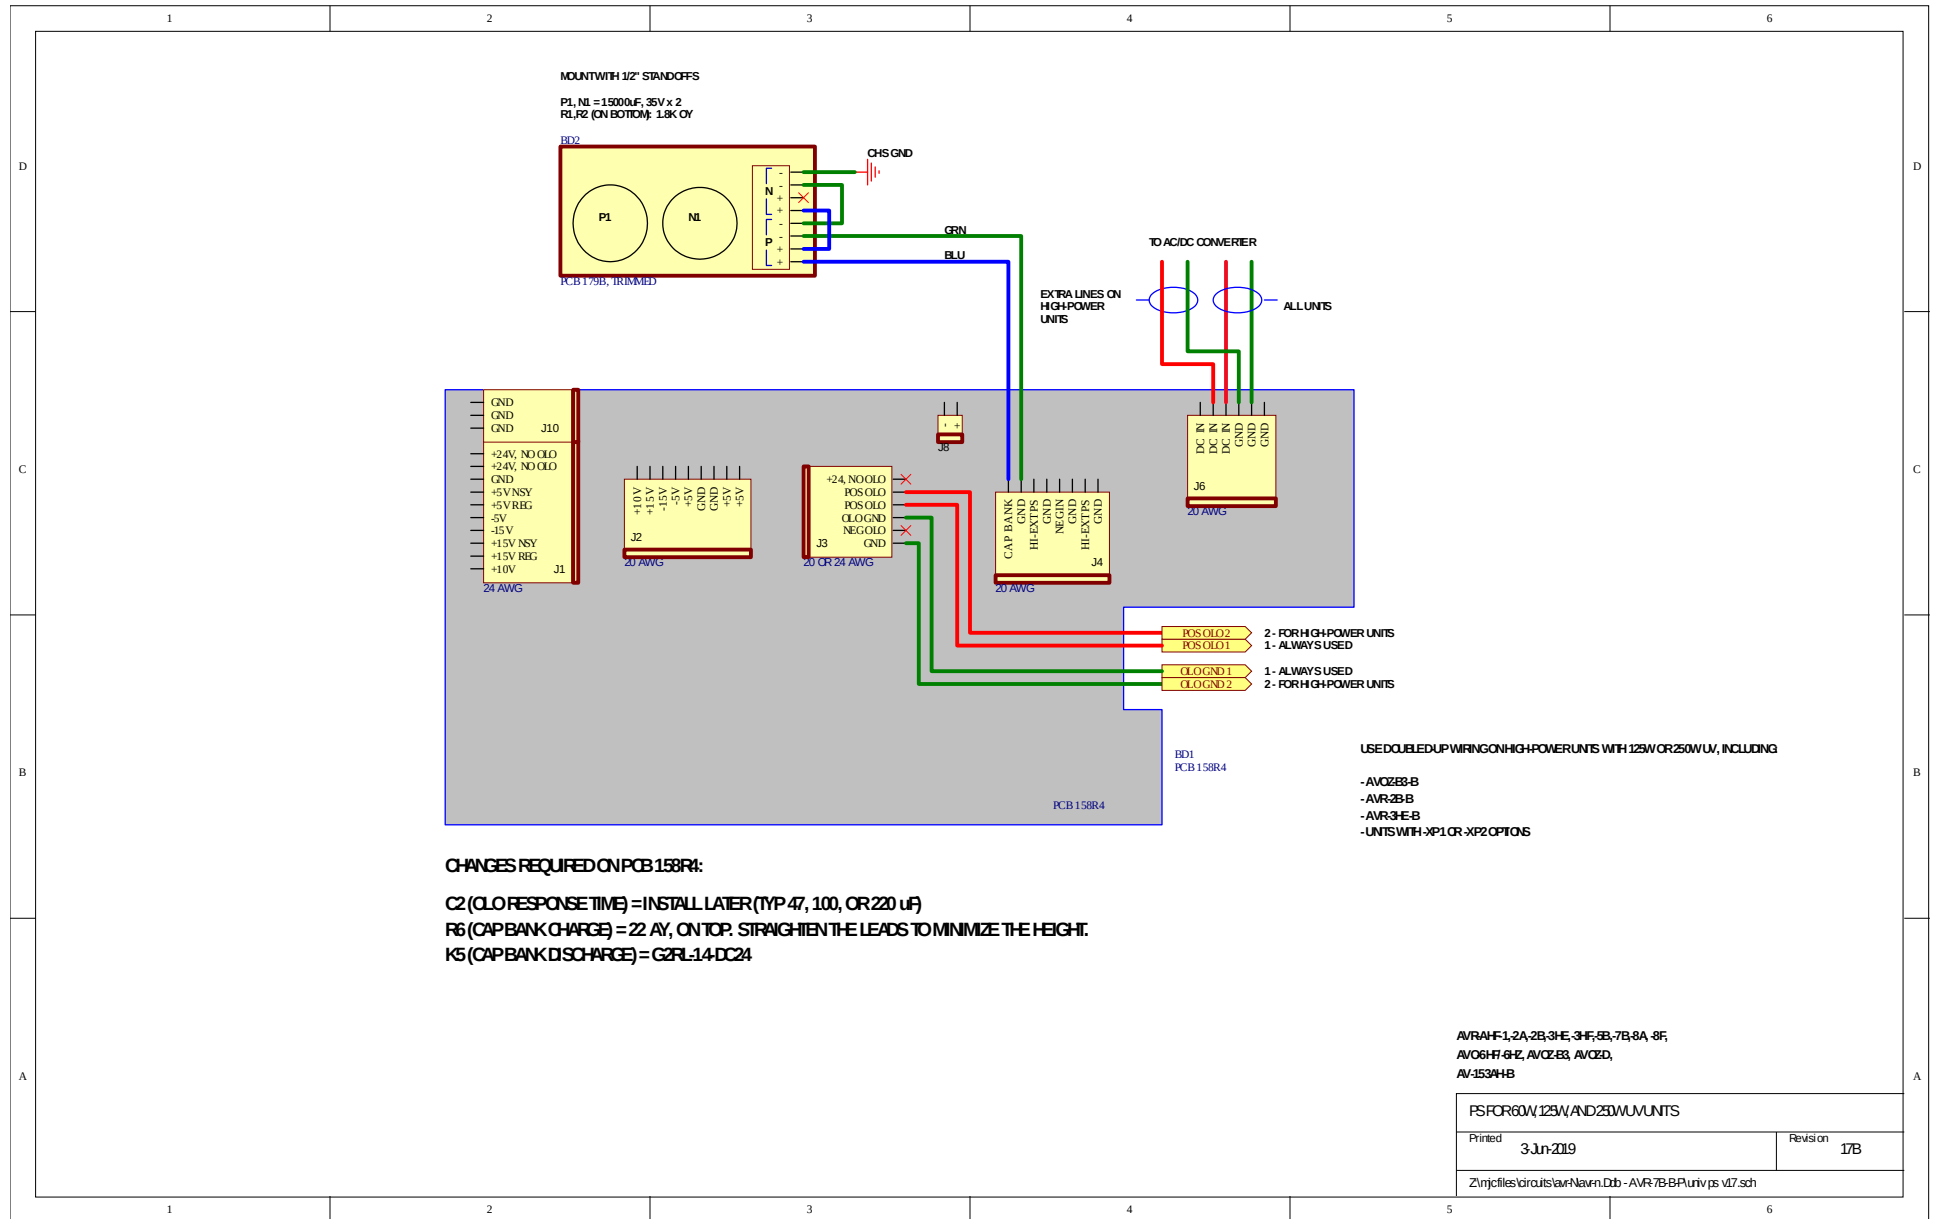 1 2 3 4 5 6
MOUNT WITH 1/2" STANDOFFS
P1, N1 = 15000uF, 35V x 2
R1,R2 (ON BOTTOM): 1.8K OY
BD2
D
D
CHS GND
P1
N1
N
P
-
-
+
+
-
-
+
+
PCB 179B, TRIMMED
GRN
BLU
TO AC/DC CONVERTER
EXTRA LINES ON
HIGH-POWER
UNITS
ALL UNITS
GND
GND
GND
J10
+24V, NO OLO
+24V, NO OLO
GND
+5V NSY
+5V REG
-5V
-15V
+15V NSY
+15V REG
+10V
J1
24 AWG
C
C
+10V
+15V
-15V
-5V
+5V
GND
GND
+5V
+5V
J2
20 AWG
+24, NO OLO
POS OLO
POS OLO
OLO GND
NEG OLO
GND
J3
20 OR 24 AWG
- +
J8
CAP BANK
GND
HI-EXT PS
GND
NEG IN
GND
HI-EXT PS
GND
J4
20 AWG
DC IN
DC IN
DC IN
GND
GND
GND
J6
20 AWG
POS OLO 2
2 - FOR HIGH-POWER UNITS
POS OLO 1
1 - ALWAYS USED
OLO GND 1
1 - ALWAYS USED
OLO GND 2
2 - FOR HIGH-POWER UNITS
BD1
PCB 158R4
PCB 158R4
B
B
USE DOUBLED-UP WIRING ON HIGH-POWER UNITS WITH 125W OR 250W UV, INCLUDING:
- AVOZ-B3-B
- AVR-2B-B
- AVR-3HE-B
- UNITS WITH -XP1 OR -XP2 OPTIONS
CHANGES REQUIRED ON PCB 158R4:
C2 (OLO RESPONSE TIME) = INSTALL LATER (TYP 47, 100, OR 220 uF)
R6 (CAP BANK CHARGE) = 22 AY, ON TOP. STRAIGHTEN THE LEADS TO MINIMIZE THE HEIGHT.
K5 (CAP BANK DISCHARGE) = G2RL-14-DC24
A
A
AVR-AHF-1,-2A,-2B,-3HE,-3HF,-5B,-7B,-8A, -8F,
AVO-6HF/-6HZ, AVOZ-B3, AVOZ-D,
AV-153AH-B
PS FOR 60W, 125W, AND 250W UV UNITS
Printed
3-Jun-2019
Revision
17B
Z:\mjcfiles\circuits\avr-Navr-n.Ddb - AVR-7B-B-P\univ ps v17.sch
1 2 3 4 5 6